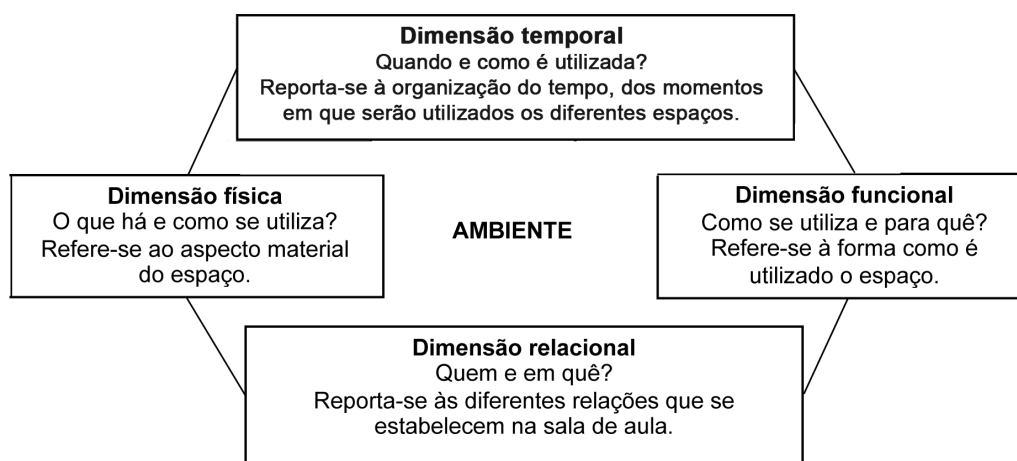 Dimensão temporal
Quando e como é utilizada?
Reporta-se à organização do tempo, dos momentos
em que serão utilizados os diferentes espaços.
Dimensão física
O que há e como se utiliza?
Refere-se ao aspecto material
do espaço.
AMBIENTE
Dimensão funcional
Como se utiliza e para quê?
Refere-se à forma como é
utilizado o espaço.
Dimensão relacional
Quem e em quê?
Reporta-se às diferentes relações que se
estabelecem na sala de aula.